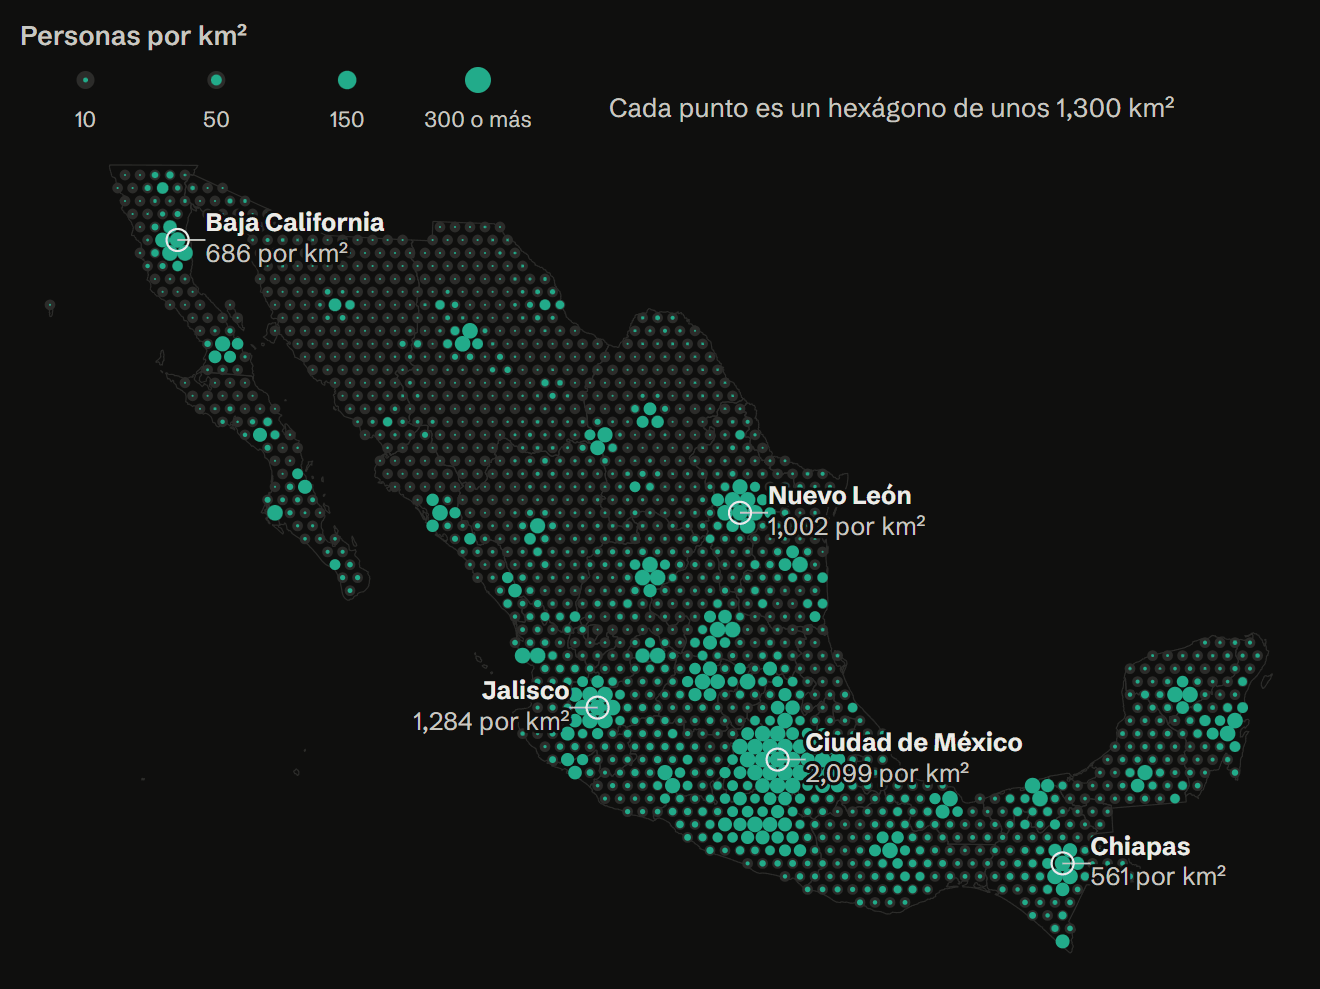 Personas por km²
10
50
150
300 o más
Cada punto es un hexágono de unos 1,300 km²
Baja California
686 por km²
Nuevo León
1,002 por km²
Jalisco
1,284 por km²
Ciudad de México
2,099 por km²
Chiapas
561 por km²